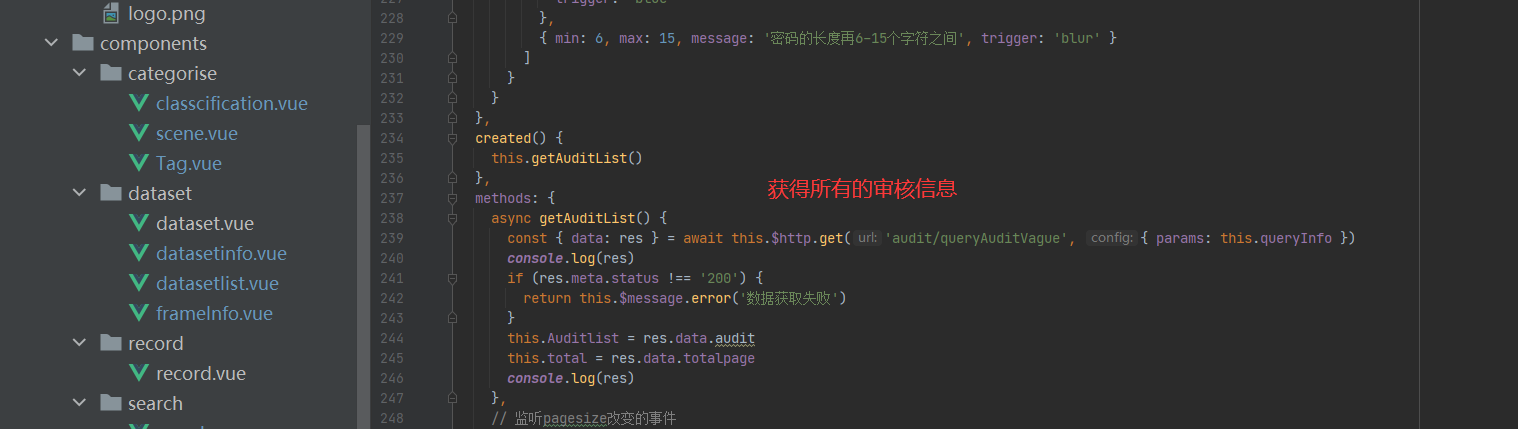 logo.png
components
categorise
classcification.vue
scene.vue
Tag.vue
dataset
dataset.vue
datasetinfo.vue
datasetlist.vue
frameInfo.vue
record
record.vue
search
228 },
229 { min: 6, max: 15, message: '密码的长度再6-15个字符之间', trigger: 'blur' }
230 ]
231 }
232 }
233 },
234 created() {
235 this.getAuditList()
236 },
237 methods: {
获得所有的审核信息
238 async getAuditList() {
239 const { data: res } = await this.$http.get( url: 'audit/queryAuditVague', config: { params: this.queryInfo })
240 console.log(res)
241 if (res.meta.status !== '200') {
242 return this.$message.error('数据获取失败')
243 }
244 this.Auditlist = res.data.audit
245 this.total = res.data.totalpage
246 console.log(res)
247 },
248 // 监听pagesize改变的事件